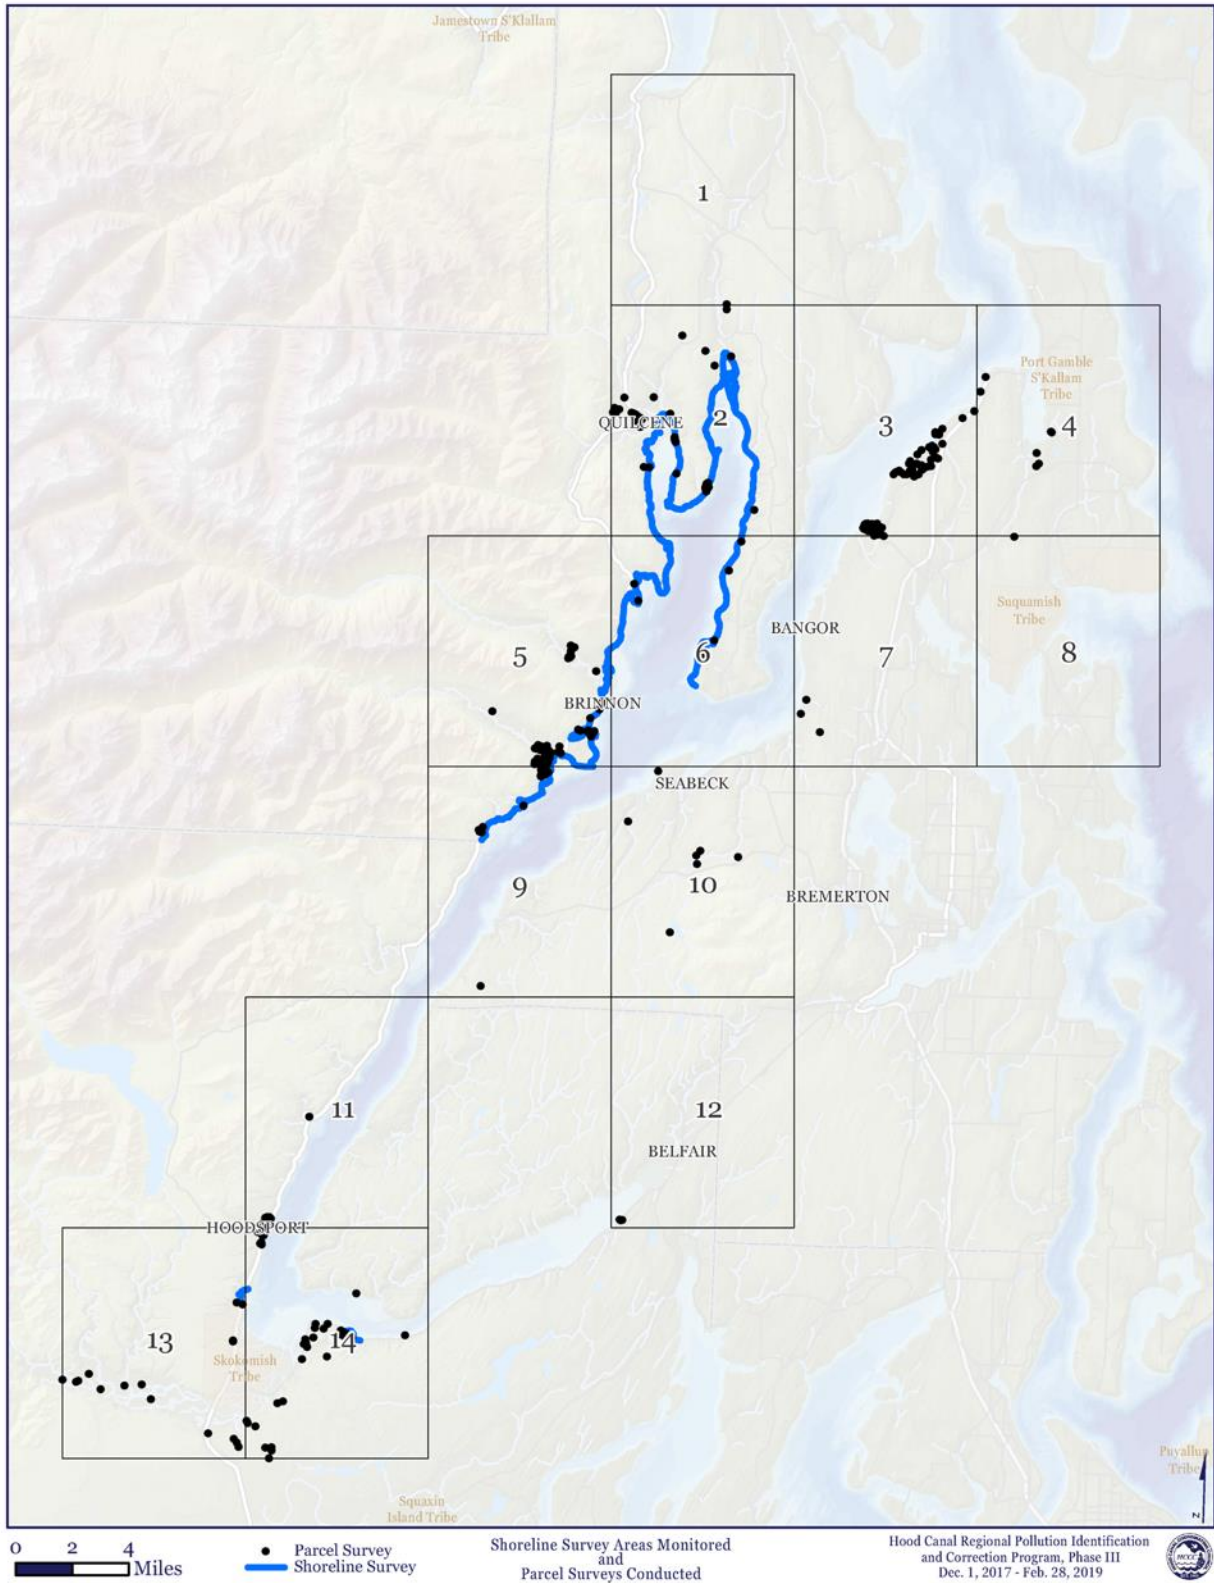 Jamestown S'Klallam
Tribe
1
Port Gamble
S'Kallam
Tribe
QUILCENE
2
3
4
Suquamish
Tribe
BANGOR
5
6
7
8
BRINNON
SEABECK
9
10
BREMERTON
11
12
BELFAIR
HOODSPORT
13
14
Skokomish
Tribe
Puyallup
Tribe
Squaxin
Island Tribe
N
0 2 4
Miles
Parcel Survey
Shoreline Survey
Shoreline Survey Areas Monitored
and
Parcel Surveys Conducted
Hood Canal Regional Pollution Identification
and Correction Program, Phase III
Dec. 1, 2017 - Feb. 28, 2019